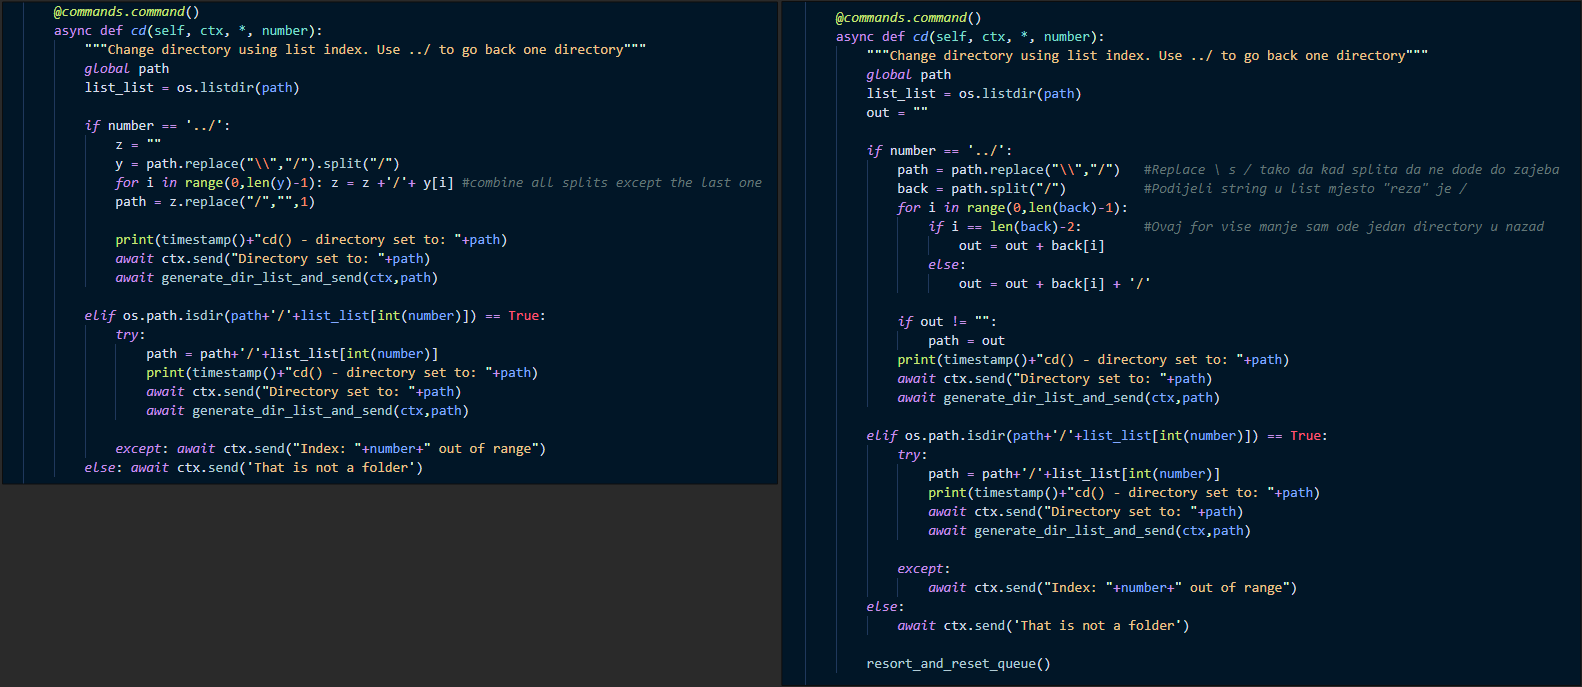 @commands.command()
async def cd(self, ctx, *, number):
"""Change directory using list index. Use ../ to go back one directory"""
global path
list_list = os.listdir(path)
if number == '../':
z = ""
y = path.replace("\\","/").split("/")
for i in range(0,len(y)-1): z = z +'/'+ y[i] #combine all splits except the last one
path = z.replace("/","",1)
print(timestamp()+"cd() - directory set to: "+path)
await ctx.send("Directory set to: "+path)
await generate_dir_list_and_send(ctx,path)
elif os.path.isdir(path+'/'+list_list[int(number)]) == True:
try:
path = path+'/'+list_list[int(number)]
print(timestamp()+"cd() - directory set to: "+path)
await ctx.send("Directory set to: "+path)
await generate_dir_list_and_send(ctx,path)
except: await ctx.send("Index: "+number+" out of range")
else: await ctx.send('That is not a folder')
@commands.command()
async def cd(self, ctx, *, number):
"""Change directory using list index. Use ../ to go back one directory"""
global path
list_list = os.listdir(path)
out = ""
if number == '../':
path = path.replace("\\","/") #Replace \ s / tako da kad splita da ne dode do zajeba
back = path.split("/") #Podijeli string u list mjesto "reza" je /
for i in range(0,len(back)-1):
if i == len(back)-2: #Ovaj for vise manje sam ode jedan directory u nazad
out = out + back[i]
else:
out = out + back[i] + '/'
if out != "":
path = out
print(timestamp()+"cd() - directory set to: "+path)
await ctx.send("Directory set to: "+path)
await generate_dir_list_and_send(ctx,path)
elif os.path.isdir(path+'/'+list_list[int(number)]) == True:
try:
path = path+'/'+list_list[int(number)]
print(timestamp()+"cd() - directory set to: "+path)
await ctx.send("Directory set to: "+path)
await generate_dir_list_and_send(ctx,path)
except:
await ctx.send("Index: "+number+" out of range")
else:
await ctx.send('That is not a folder')
resort_and_reset_queue()